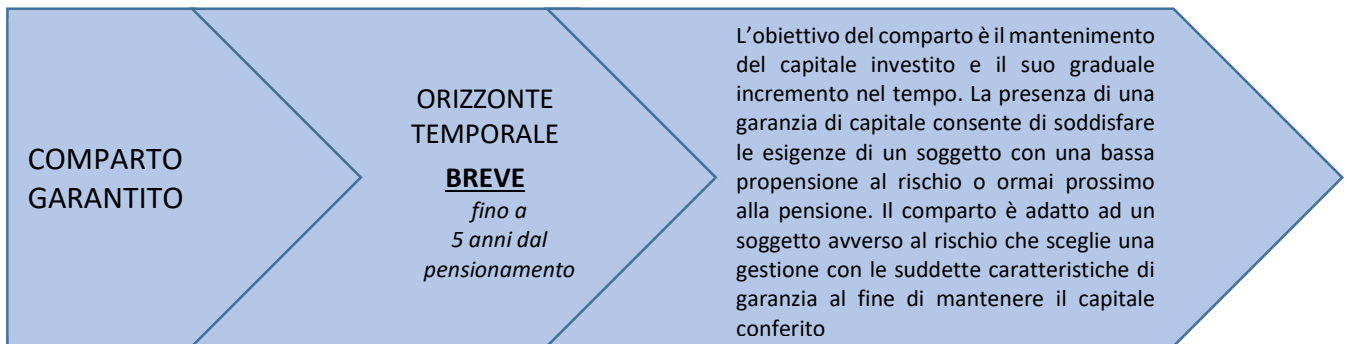 COMPARTO
GARANTITO
ORIZZONTE
TEMPORALE
BREVE
fino a
5 anni dal
pensionamento
L’obiettivo del comparto è il mantenimento
del capitale investito e il suo graduale
incremento nel tempo. La presenza di una
garanzia di capitale consente di soddisfare
le esigenze di un soggetto con una bassa
propensione al rischio o ormai prossimo
alla pensione. Il comparto è adatto ad un
soggetto avverso al rischio che sceglie una
gestione con le suddette caratteristiche di
garanzia al fine di mantenere il capitale
conferito